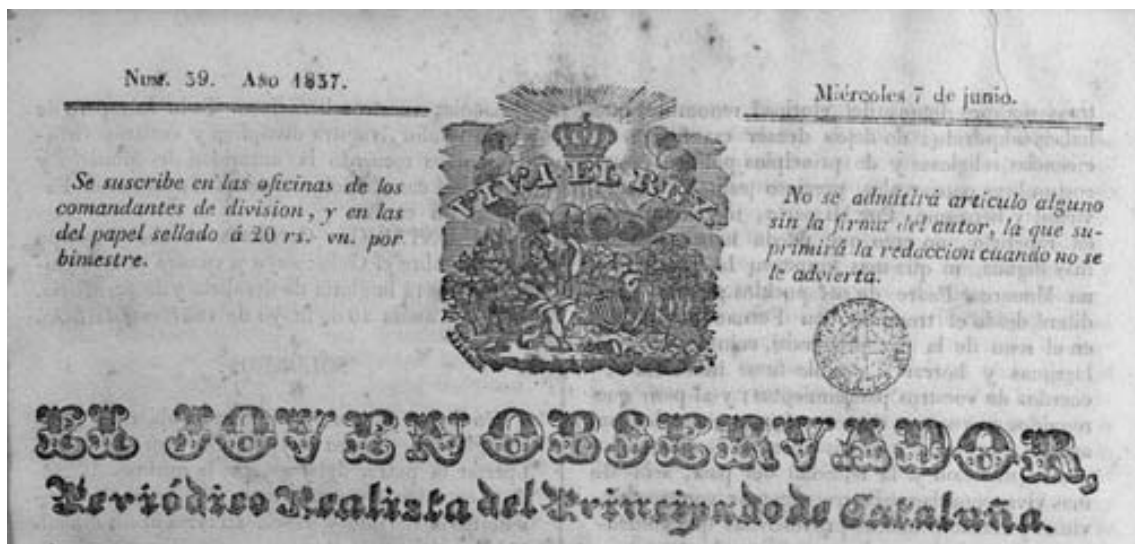 Num. 39. Año 1837.
Miércoles 7 de junio.
VIVA EL REY
Se suscribe en las oficinas de los
comandantes de division, y en las
del papel sellado á 20 rs. vn. por
bimestre.
No se admitirá artículo alguno
sin la firma del autor, la que su-
primirá la redaccion cuando no se
le advierta.
EL JOVEN OBSERVADOR,
Periódico Realista del Principado de Cataluña.